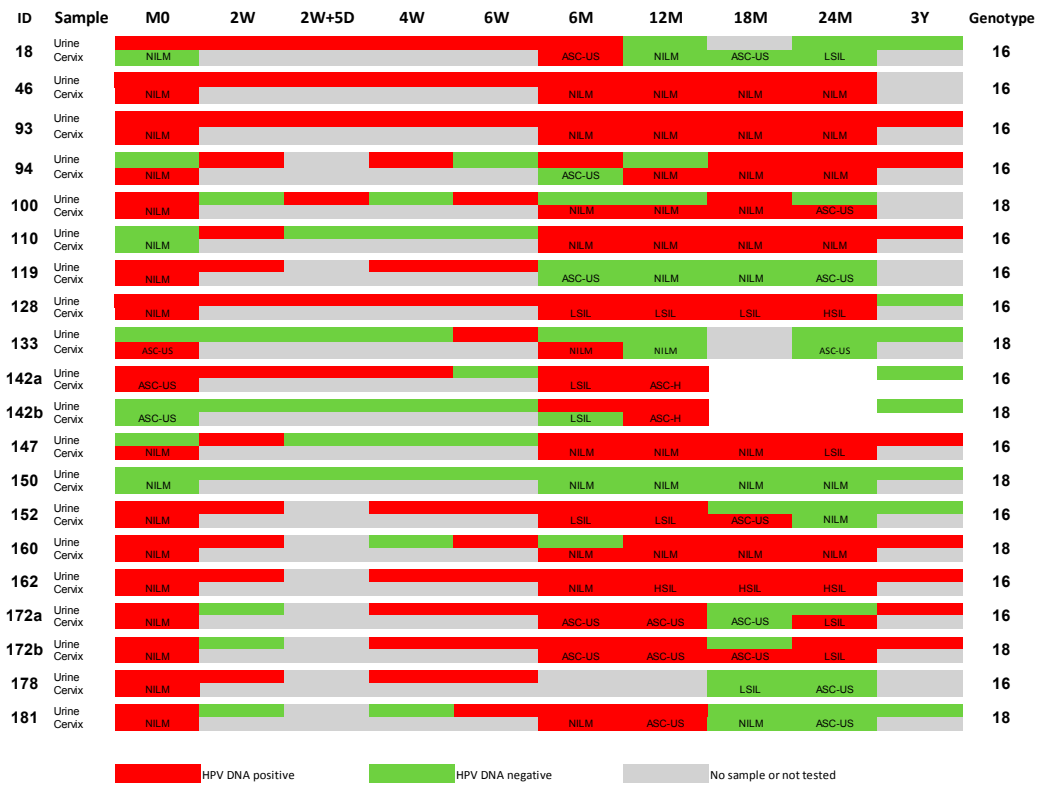 ID Sample M0 2W 2W+5D 4W 6W 6M 12M 18M 24M 3Y Genotype
Urine
18 16
Cervix NILM ASC-US NILM ASC-US LSIL
Urine
46 16
Cervix NILM NILM NILM NILM NILM
Urine
93 16
Cervix NILM NILM NILM NILM NILM
Urine
94 16
Cervix NILM ASC-US NILM NILM NILM
Urine
100 18
Cervix NILM NILM NILM NILM ASC-US
Urine
110 16
Cervix NILM NILM NILM NILM NILM
Urine
119 16
Cervix NILM ASC-US NILM NILM ASC-US
Urine
128 16
Cervix NILM LSIL LSIL LSIL HSIL
Urine
133 18
Cervix ASC-US NILM NILM ASC-US
Urine
142a 16
Cervix ASC-US LSIL ASC-H
Urine
142b 18
Cervix ASC-US LSIL ASC-H
Urine
147 16
Cervix NILM NILM NILM NILM LSIL
Urine
150 18
Cervix NILM NILM NILM NILM NILM
Urine
152 16
Cervix NILM LSIL LSIL ASC-US NILM
Urine
160 18
Cervix NILM NILM NILM NILM NILM
Urine
162 16
Cervix NILM NILM HSIL HSIL HSIL
Urine
172a 16
Cervix NILM ASC-US ASC-US ASC-US LSIL
Urine
172b 18
Cervix NILM ASC-US ASC-US ASC-US LSIL
Urine
178 16
Cervix NILM LSIL ASC-US
Urine
181 18
Cervix NILM NILM ASC-US NILM ASC-US
HPV DNA positive HPV DNA negative No sample or not tested